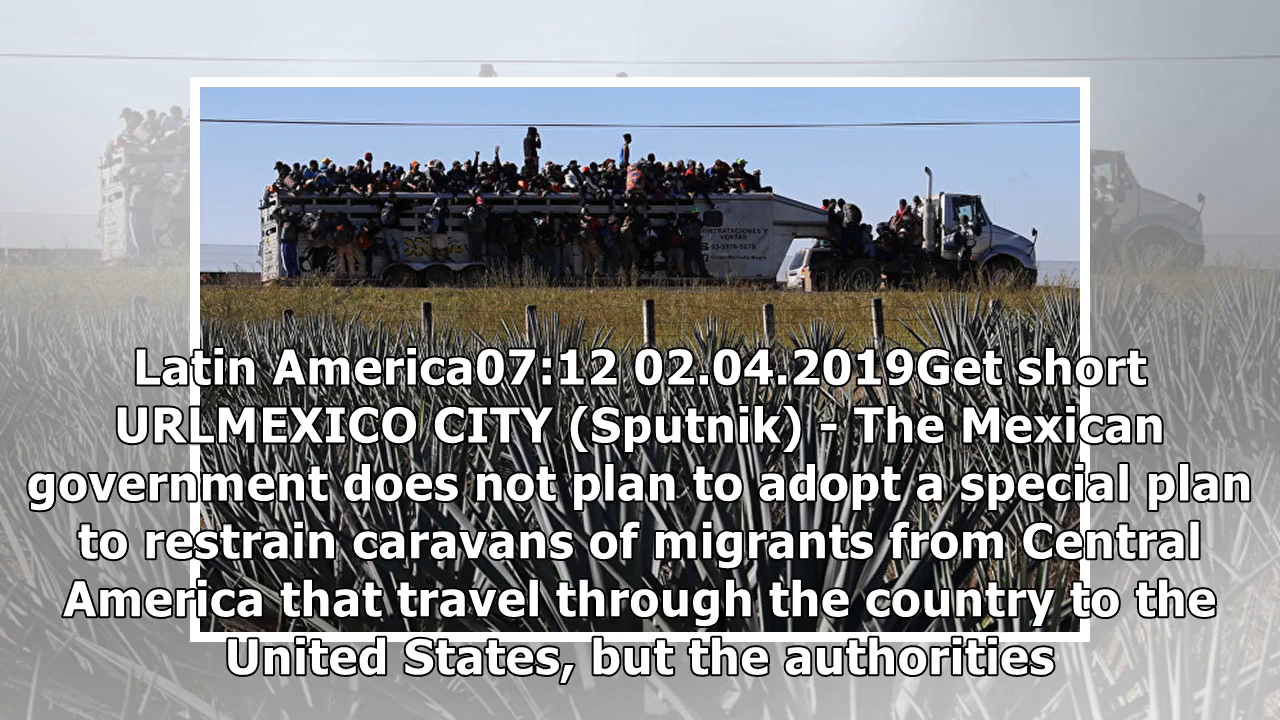 CONTRATACIONES Y
VENTAS
Latin America07:12 02.04.2019Get short
URLMEXICO CITY (Sputnik) - The Mexican
government does not plan to adopt a special plan
to restrain caravans of migrants from Central
America that travel through the country to the
United States, but the authorities